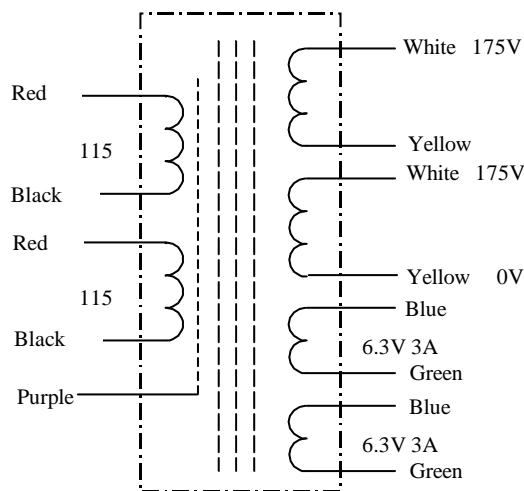 Red
115
Black
Red
115
Black
Purple
White 175V
Yellow
White 175V
Yellow 0V
Blue
6.3V 3A
Green
Blue
6.3V 3A
Green